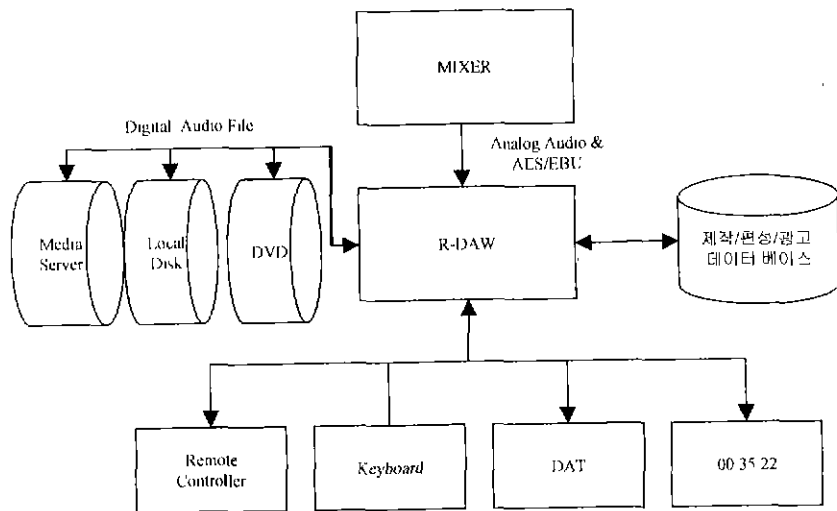 MIXER
Digital Audio File
Analog Audio &
AES/EBU
Media
Server
Local
Disk
DVD
R-DAW
제작/편성/광고
데이터 베이스
Remote
Controller
Keyboard
DAT
00 35 22